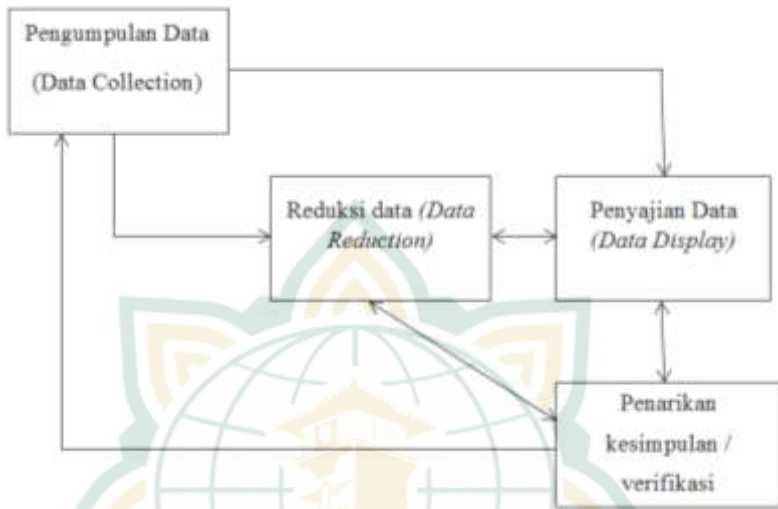 Pengumpulan Data
(Data Collection)
Reduksi data (Data
Reduction)
Penyajian Data
(Data Display)
Penarikan
kesimpulan /
verifikasi